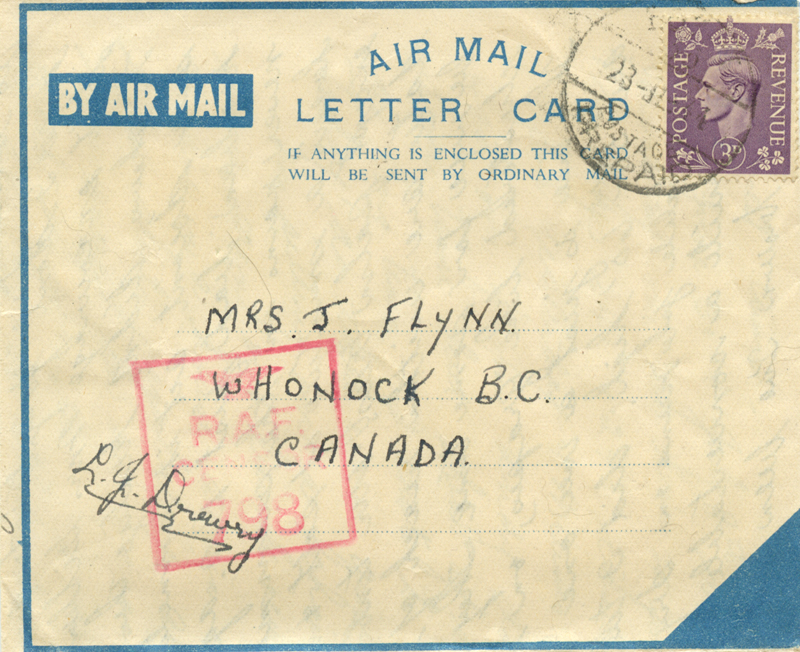 BY AIR MAIL
AIR MAIL
LETTER CARD
IF ANYTHING IS ENCLOSED THIS CARD
WILL BE SENT BY ORDINARY MAIL
POSTAGE
REVENUE
3D
MRS. J. FLYNN.
WHONOCK B.C.
CANADA.
R.A.F.
CENSOR
798
L. J. Drewry